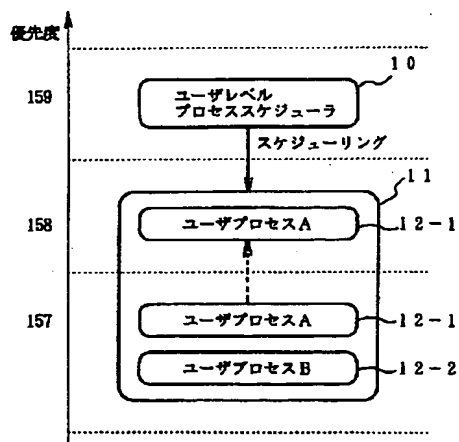 優先度
10
159
ユーザレベル
プロセススケジューラ
スケジューリング
11
158
ユーザプロセスA
12-1
157
ユーザプロセスA
12-1
ユーザプロセスB
12-2